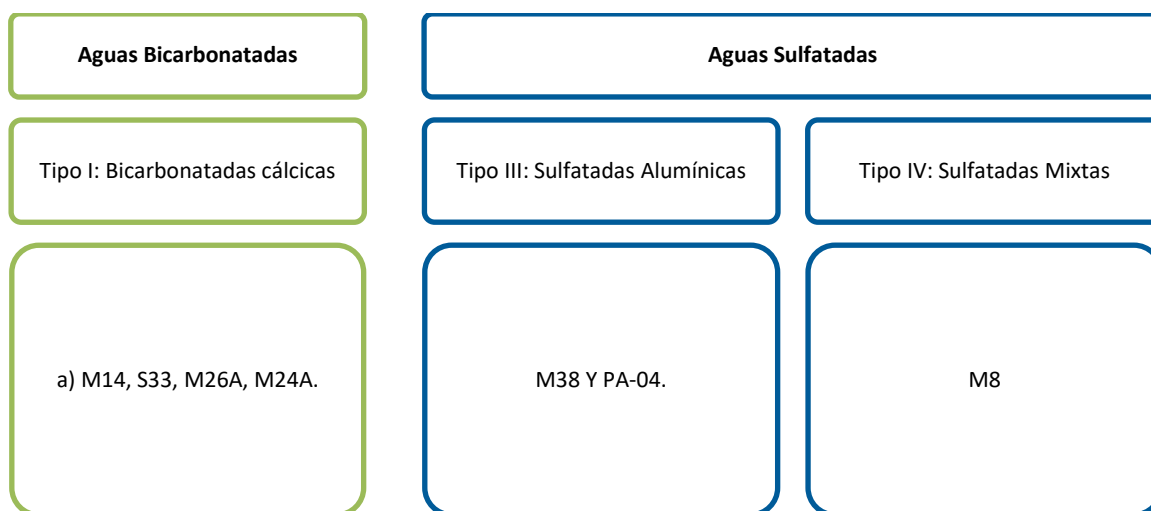 Aguas Bicarbonatadas
Aguas Sulfatadas
Tipo I: Bicarbonatadas cálcicas
Tipo III: Sulfatadas Alumínicas
Tipo IV: Sulfatadas Mixtas
a) M14, S33, M26A, M24A.
M38 Y PA-04.
M8